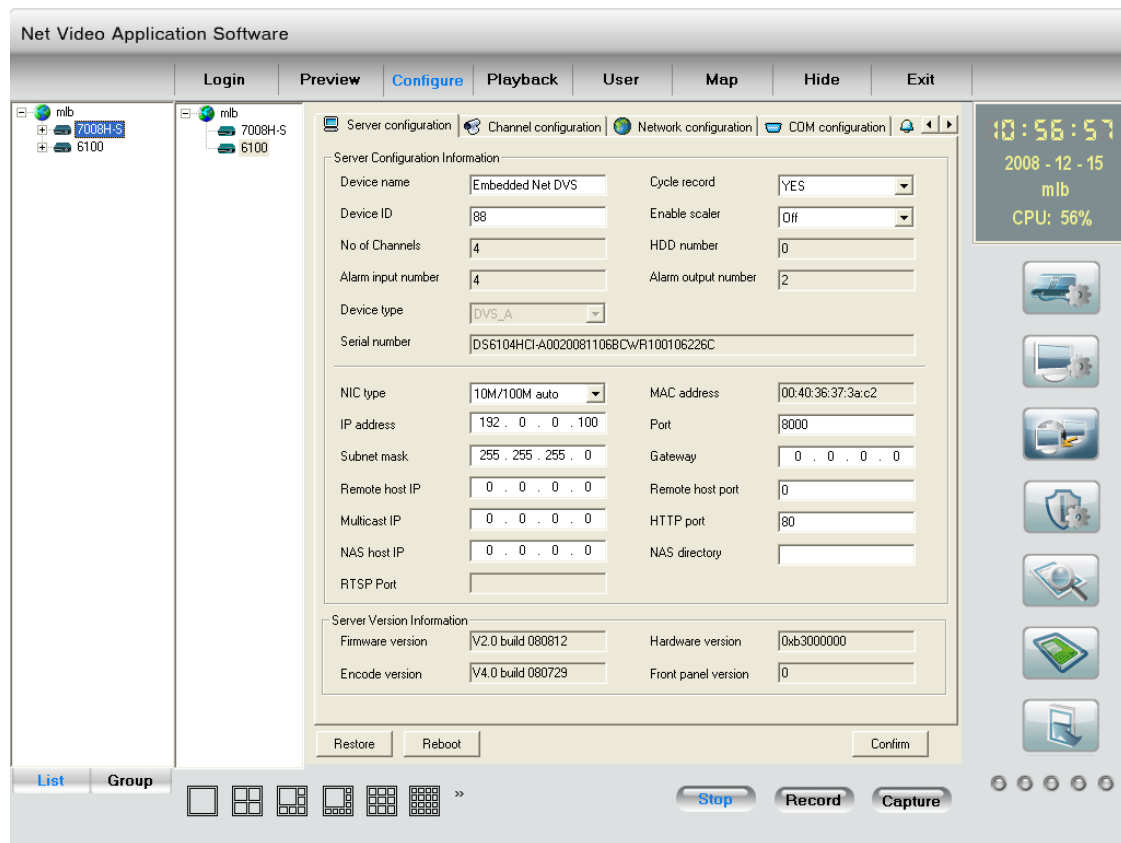 Net Video Application Software
Login Preview Configure Playback User Map Hide Exit
mlb
7008H-S
6100
mlb
7008H-S
6100
Server configuration Channel configuration Network configuration COM configuration
10:56:57
2008 - 12 - 15
mlb
CPU: 56%
Server Configuration Information
Device name Embedded Net DVS Cycle record YES
Device ID 88 Enable scaler Off
No of Channels 4 HDD number 0
Alarm input number 4 Alarm output number 2
Device type DVS_A
Serial number DS6104HCI-A0020081106BCWR100106226C
NIC type 10M/100M auto MAC address 00:40:36:37:3a:c2
IP address 192 . 0 . 0 . 100 Port 8000
Subnet mask 255 . 255 . 255 . 0 Gateway 0 . 0 . 0 . 0
Remote host IP 0 . 0 . 0 . 0 Remote host port 0
Multicast IP 0 . 0 . 0 . 0 HTTP port 80
NAS host IP 0 . 0 . 0 . 0 NAS directory
RTSP Port
Server Version Information
Firmware version V2.0 build 080812 Hardware version 0xb3000000
Encode version V4.0 build 080729 Front panel version 0
Restore Reboot Confirm
List Group
» Stop Record Capture